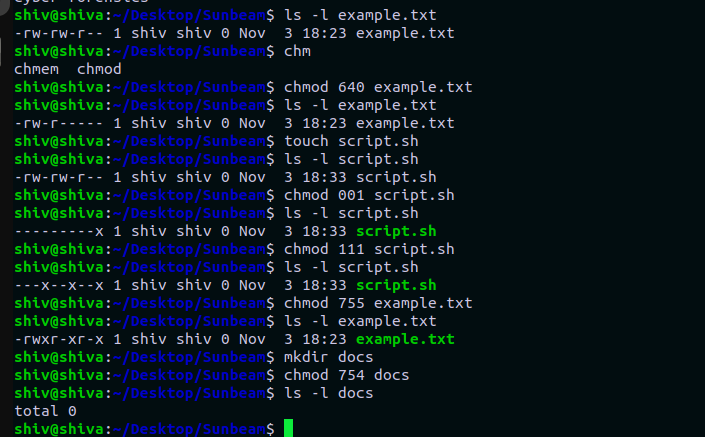 cyber forensics
shiv@shiva:~/Desktop/Sunbeam$ ls -l example.txt
-rw-rw-r-- 1 shiv shiv 0 Nov  3 18:23 example.txt
shiv@shiva:~/Desktop/Sunbeam$ chm
chmem  chmod
shiv@shiva:~/Desktop/Sunbeam$ chmod 640 example.txt
shiv@shiva:~/Desktop/Sunbeam$ ls -l example.txt
-rw-r----- 1 shiv shiv 0 Nov  3 18:23 example.txt
shiv@shiva:~/Desktop/Sunbeam$ touch script.sh
shiv@shiva:~/Desktop/Sunbeam$ ls -l script.sh
-rw-rw-r-- 1 shiv shiv 0 Nov  3 18:33 script.sh
shiv@shiva:~/Desktop/Sunbeam$ chmod 001 script.sh
shiv@shiva:~/Desktop/Sunbeam$ ls -l script.sh
---------x 1 shiv shiv 0 Nov  3 18:33 script.sh
shiv@shiva:~/Desktop/Sunbeam$ chmod 111 script.sh
shiv@shiva:~/Desktop/Sunbeam$ ls -l script.sh
---x--x--x 1 shiv shiv 0 Nov  3 18:33 script.sh
shiv@shiva:~/Desktop/Sunbeam$ chmod 755 example.txt
shiv@shiva:~/Desktop/Sunbeam$ ls -l example.txt
-rwxr-xr-x 1 shiv shiv 0 Nov  3 18:23 example.txt
shiv@shiva:~/Desktop/Sunbeam$ mkdir docs
shiv@shiva:~/Desktop/Sunbeam$ chmod 754 docs
shiv@shiva:~/Desktop/Sunbeam$ ls -l docs
total 0
shiv@shiva:~/Desktop/Sunbeam$